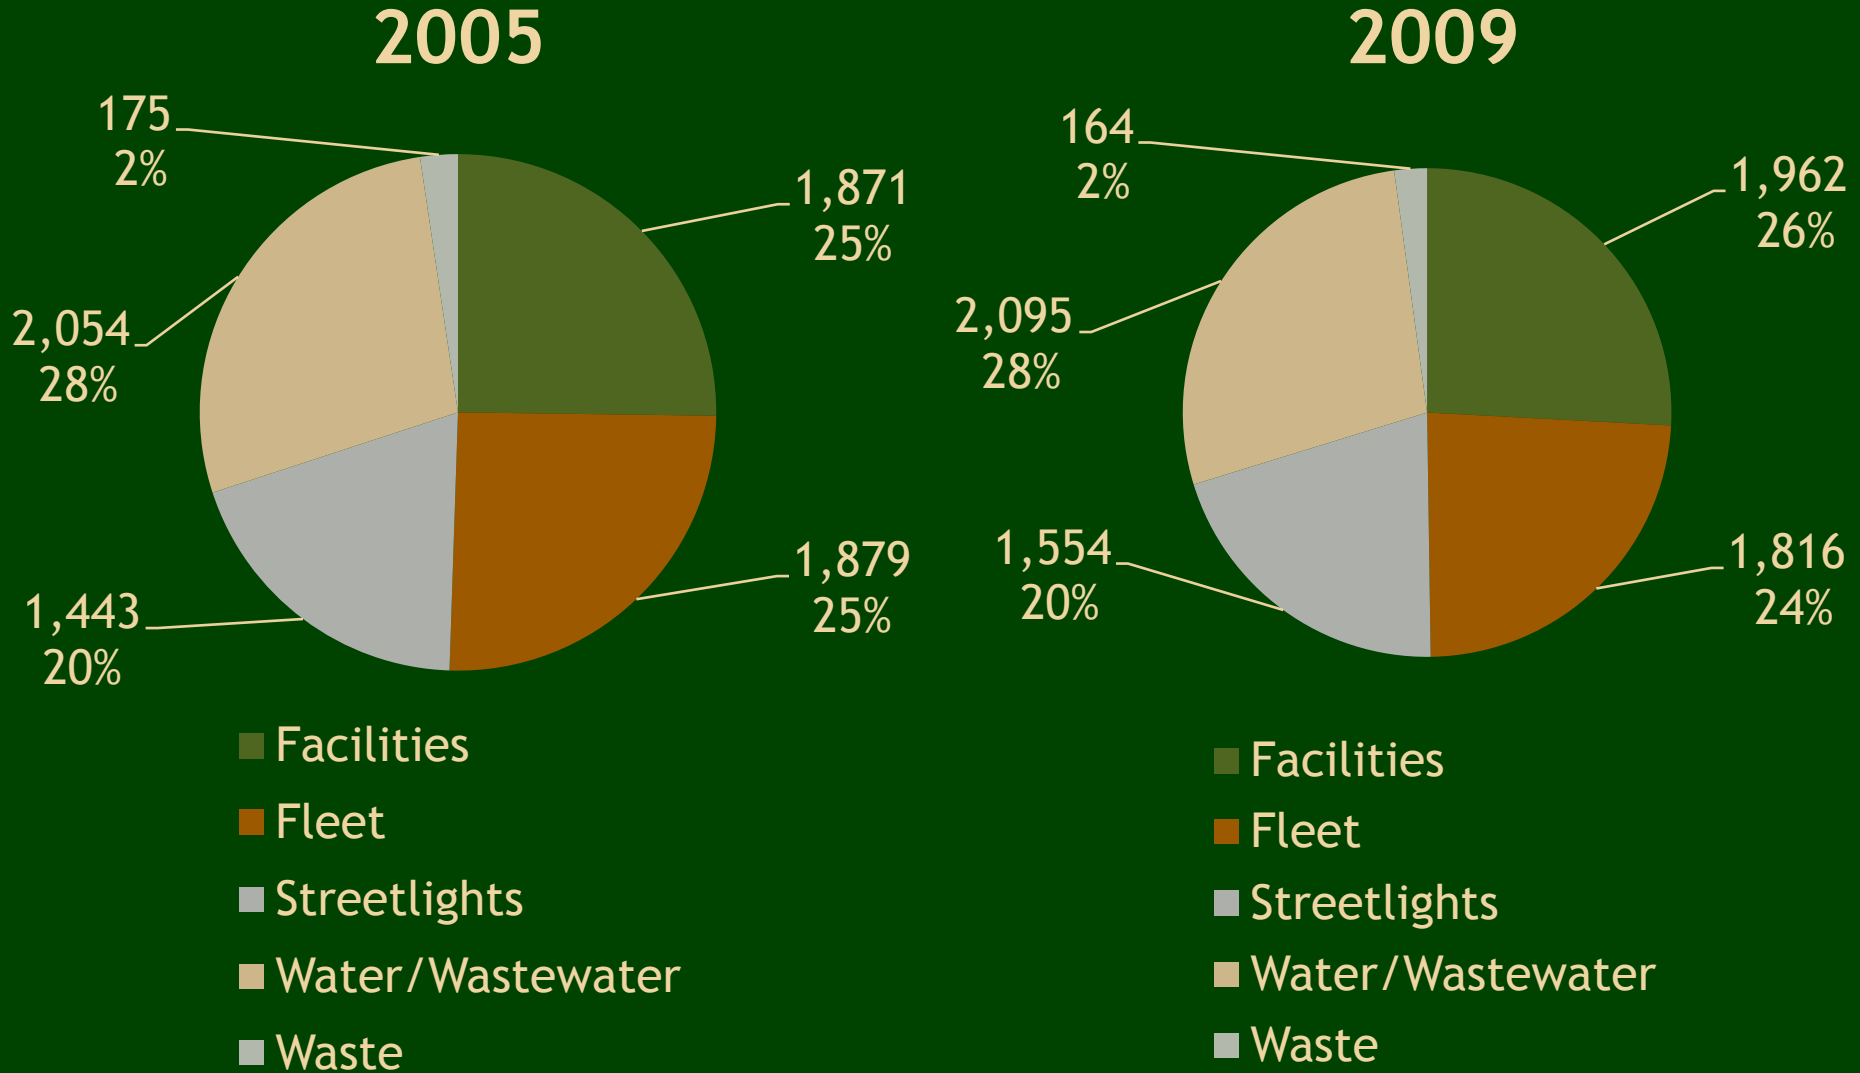 2005
175
2%
1,871
25%
2,054
28%
1,879
25%
1,443
20%
Facilities
Fleet
Streetlights
Water/Wastewater
Waste
2009
164
2%
1,962
26%
2,095
28%
1,554
20%
1,816
24%
Facilities
Fleet
Streetlights
Water/Wastewater
Waste